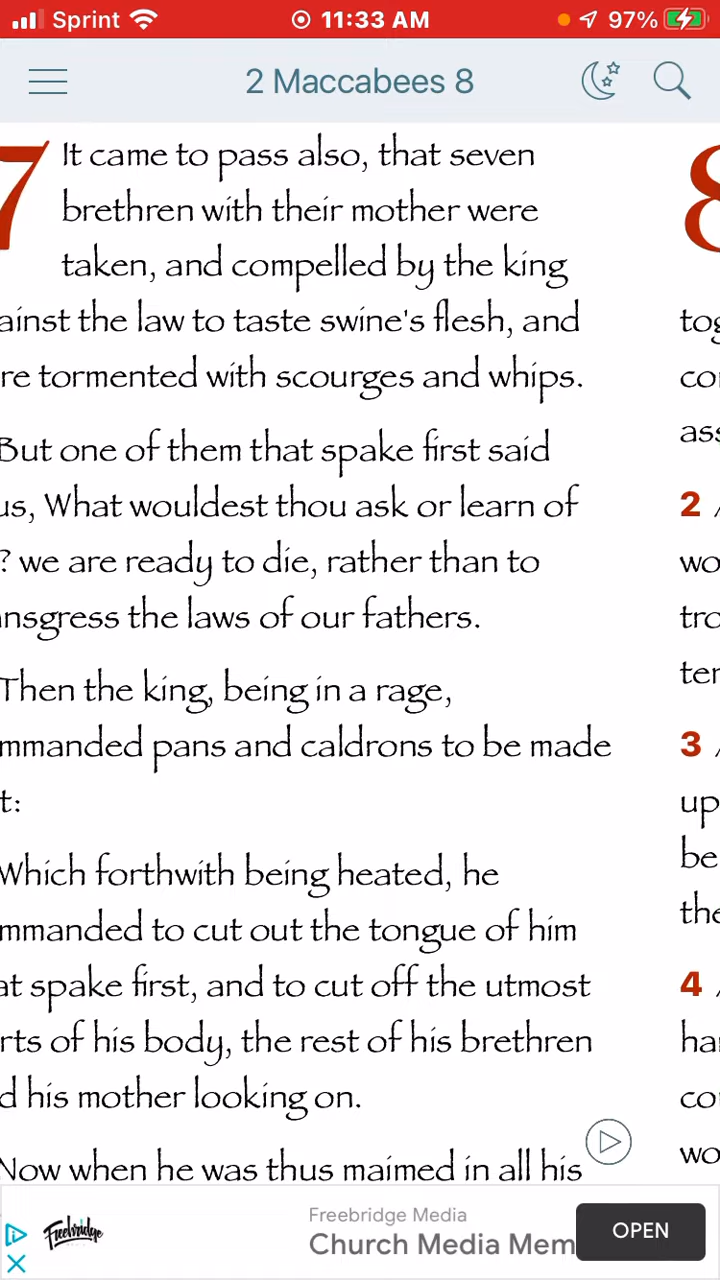 Sprint 11:33 AM 97%
2 Maccabees 8
7 It came to pass also, that seven
brethren with their mother were
taken, and compelled by the king
ainst the law to taste swine's flesh, and
re tormented with scourges and whips.
But one of them that spake first said
us, What wouldest thou ask or learn of
? we are ready to die, rather than to
nsgress the laws of our fathers.
Then the king, being in a rage,
mmanded pans and caldrons to be made
t:
Which forthwith being heated, he
mmanded to cut out the tongue of him
at spake first, and to cut off the utmost
rts of his body, the rest of his brethren
d his mother looking on.
Now when he was thus maimed in all his
8
tog
co
ass
2
wo
tro
ter
3
up
be
the
4
ha
co
wo
Freebridge
Freebridge Media
Church Media Mem
OPEN